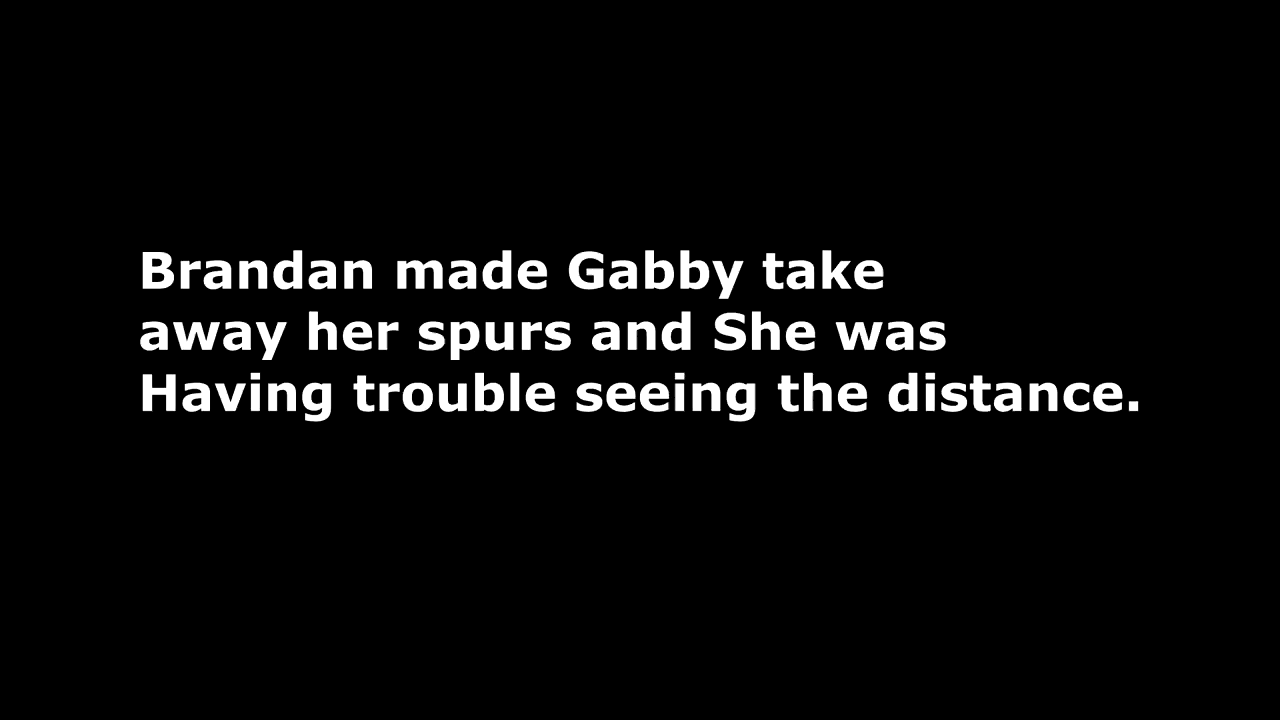 Brandan made Gabby take
away her spurs and She was
Having trouble seeing the distance.